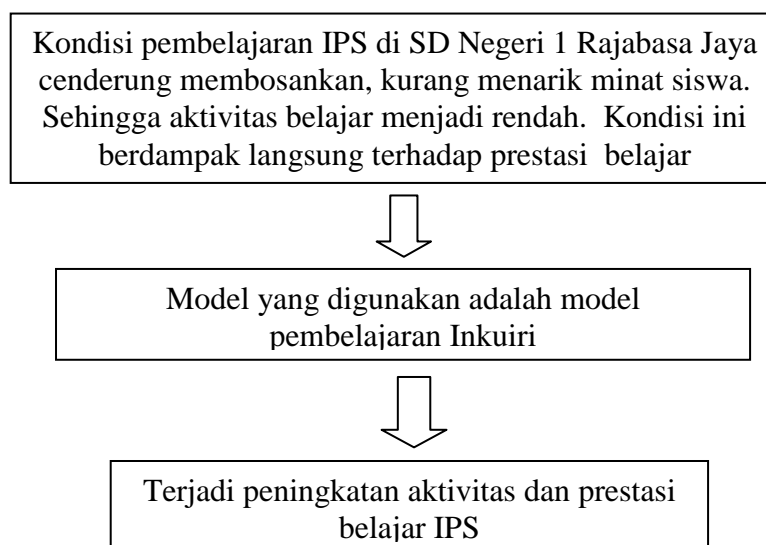 Kondisi pembelajaran IPS di SD Negeri 1 Rajabasa Jaya
cenderung membosankan, kurang menarik minat siswa.
Sehingga aktivitas belajar menjadi rendah.  Kondisi ini
berdampak langsung terhadap prestasi  belajar
Model yang digunakan adalah model
pembelajaran Inkuiri
Terjadi peningkatan aktivitas dan prestasi
belajar IPS